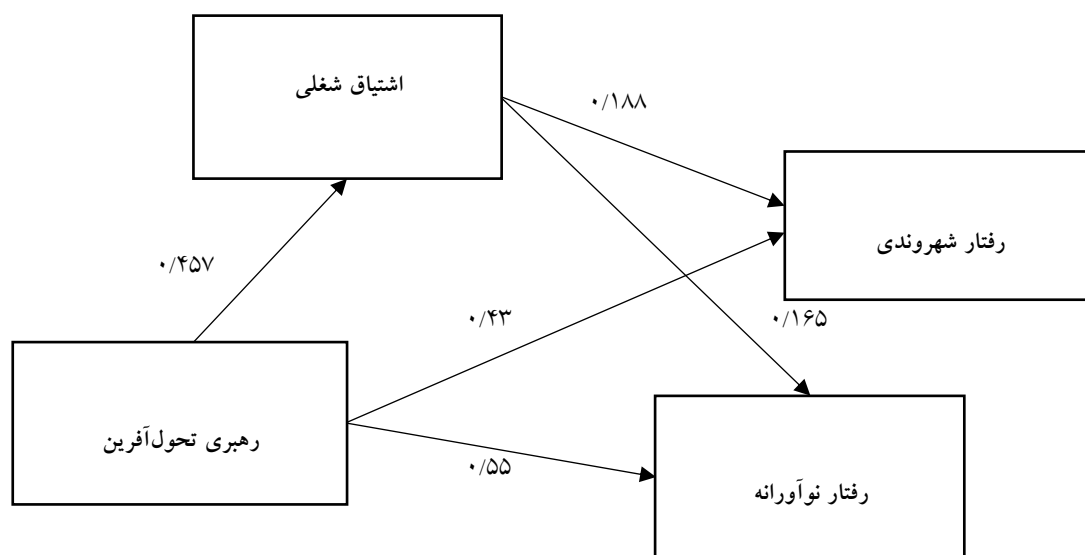 اشتیاق شغلی
۰/۱۸۸
رفتار شهروندی
۰/۴۵۷
۰/۴۳
۰/۱۶۵
رهبری تحول‌آفرین
۰/۵۵
رفتار نوآورانه